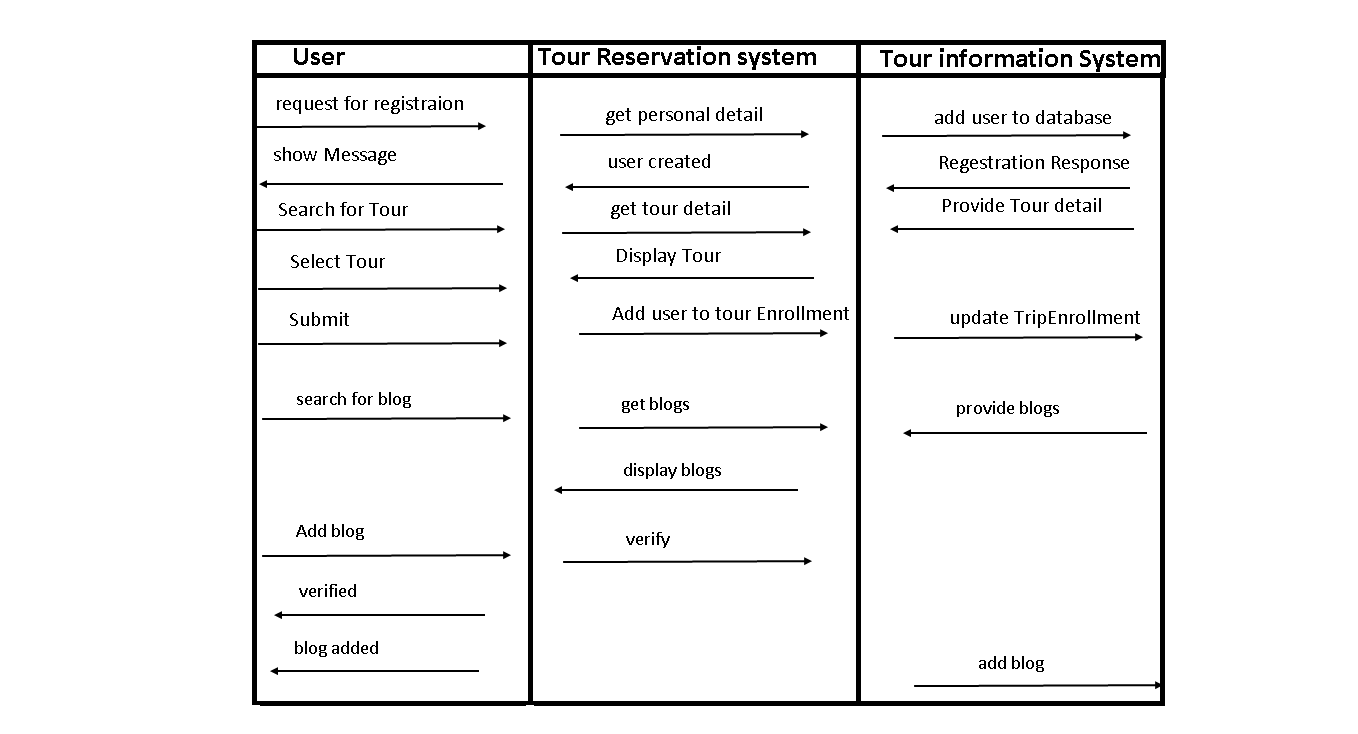 User
Tour Reservation system
Tour information System
request for registraion
get personal detail
add user to database
show Message
user created
Regestration Response
Search for Tour
get tour detail
Provide Tour detail
Select Tour
Display Tour
Submit
Add user to tour Enrollment
update TripEnrollment
search for blog
get blogs
provide blogs
display blogs
Add blog
verify
verified
blog added
add blog